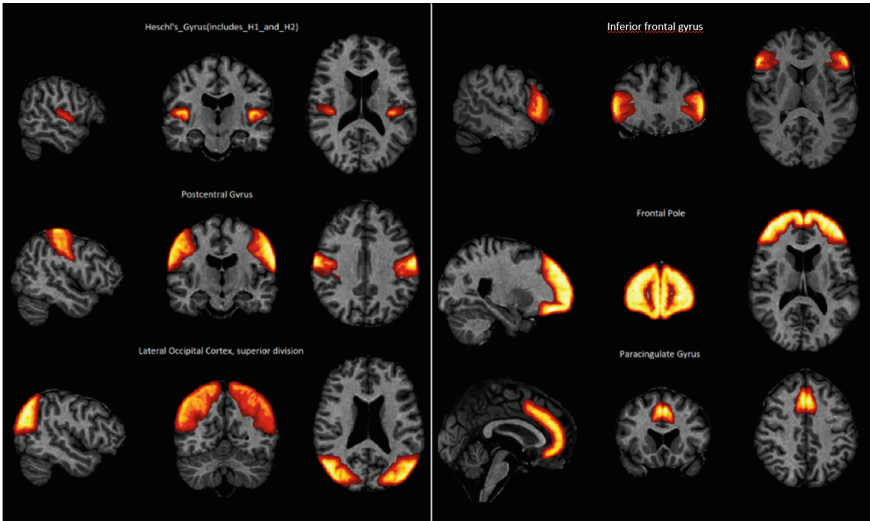 Heschl's_Gyrus(includes_H1_and_H2)
Postcentral Gyrus
Lateral Occipital Cortex, superior division
Inferior frontal gyrus
Frontal Pole
Paracingulate Gyrus